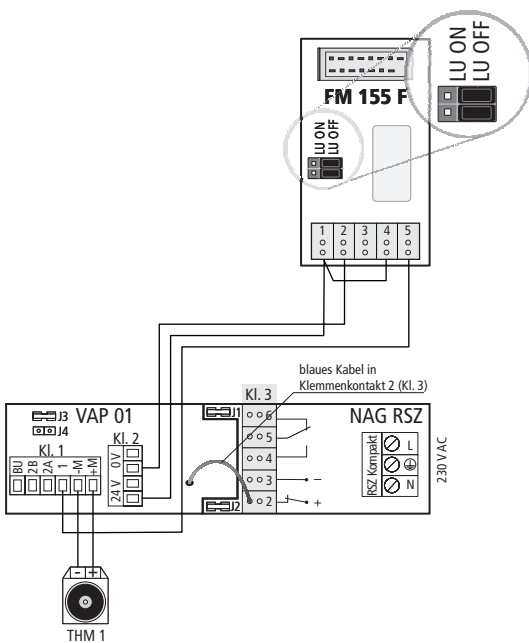 LU ON
LU OFF
FM 155 F
LU ON
LU OFF
1 2 3 4 5
blaues Kabel in
Klemmenkontakt 2 (Kl. 3)
Kl. 3
J3
J4
VAP 01
J1
6
NAG RSZ
Kl. 1
Kl. 2
5
BU
2B
2A
1
-M
+M
0V
24 V
4
3
2
J2
−
+
RSZ Kompakt
L
N
230 V AC
- +
THM 1